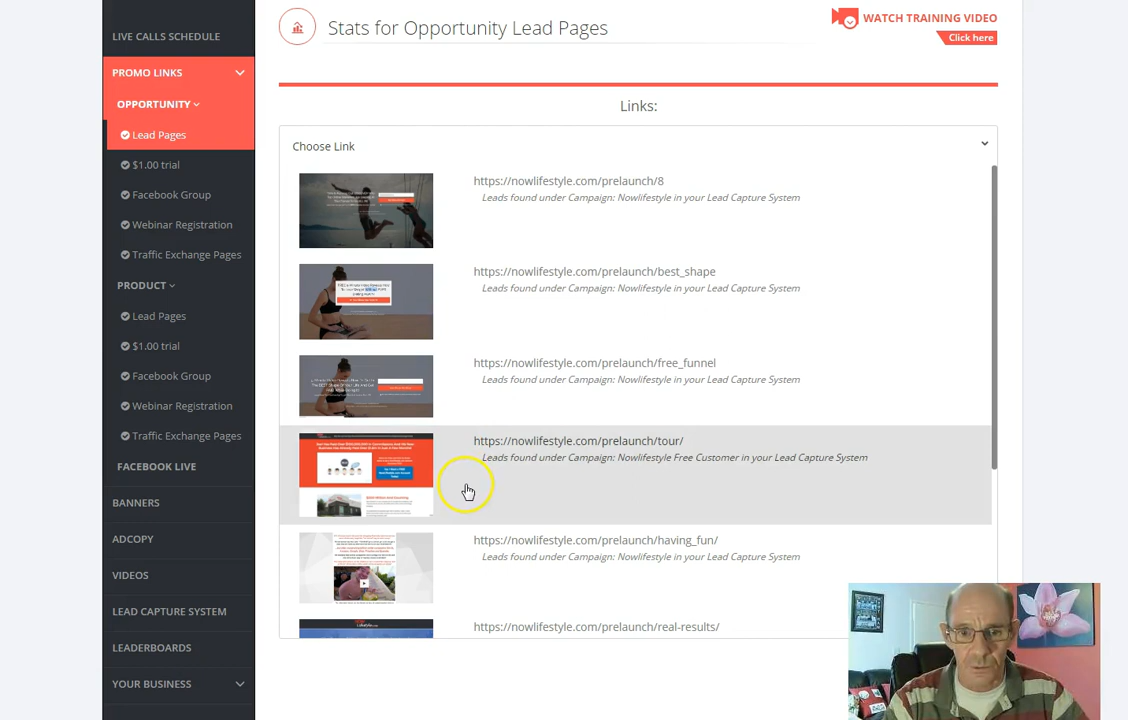 LIVE CALLS SCHEDULE
PROMO LINKS
OPPORTUNITY
Lead Pages
$1.00 trial
Facebook Group
Webinar Registration
Traffic Exchange Pages
PRODUCT
Lead Pages
$1.00 trial
Facebook Group
Webinar Registration
Traffic Exchange Pages
FACEBOOK LIVE
BANNERS
ADCOPY
VIDEOS
LEAD CAPTURE SYSTEM
LEADERBOARDS
YOUR BUSINESS
Stats for Opportunity Lead Pages
WATCH TRAINING VIDEO
Click here
Links:
Choose Link
https://nowlifestyle.com/prelaunch/8
Leads found under Campaign: Nowlifestyle in your Lead Capture System
https://nowlifestyle.com/prelaunch/best_shape
Leads found under Campaign: Nowlifestyle in your Lead Capture System
https://nowlifestyle.com/prelaunch/free_funnel
Leads found under Campaign: Nowlifestyle in your Lead Capture System
https://nowlifestyle.com/prelaunch/tour/
Leads found under Campaign: Nowlifestyle Free Customer in your Lead Capture System
https://nowlifestyle.com/prelaunch/having_fun/
Leads found under Campaign: Nowlifestyle in your Lead Capture System
https://nowlifestyle.com/prelaunch/real-results/